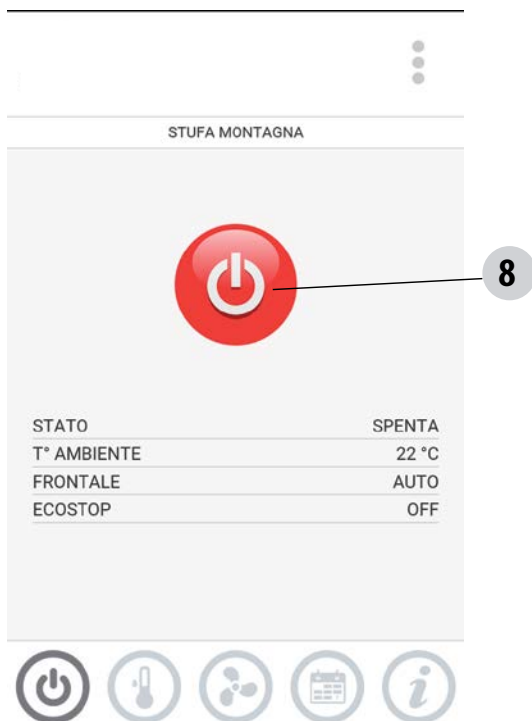 STUFA MONTAGNA
8
STATO SPENTA
T° AMBIENTE 22 °C
FRONTALE AUTO
ECOSTOP OFF